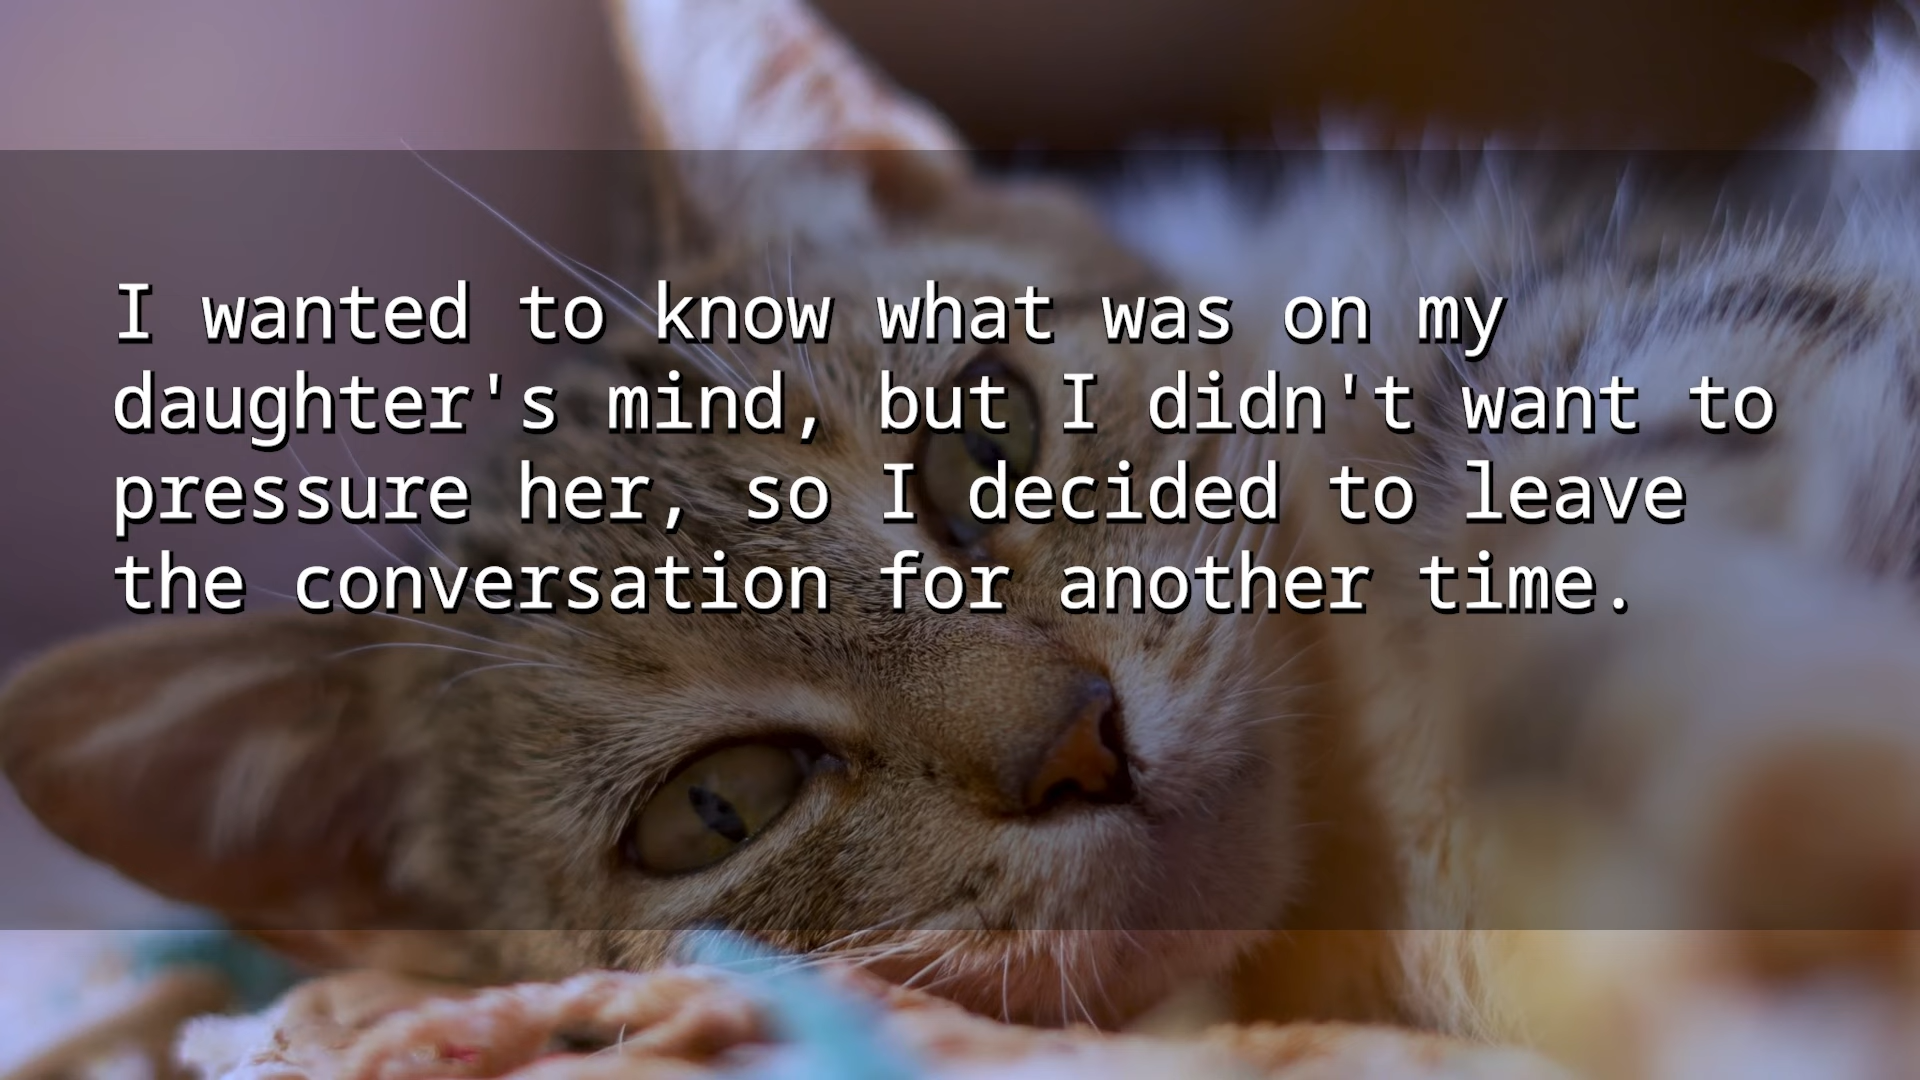 I wanted to know what was on my
daughter's mind, but I didn't want to
pressure her, so I decided to leave
the conversation for another time.